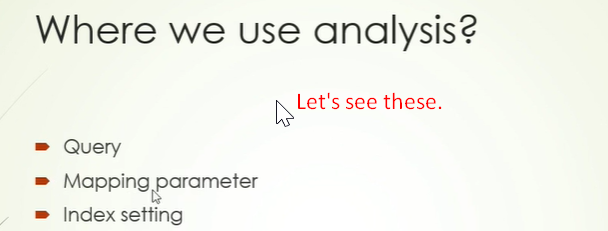 Where we use analysis?
Let's see these.
Query
Mapping parameter
Index setting